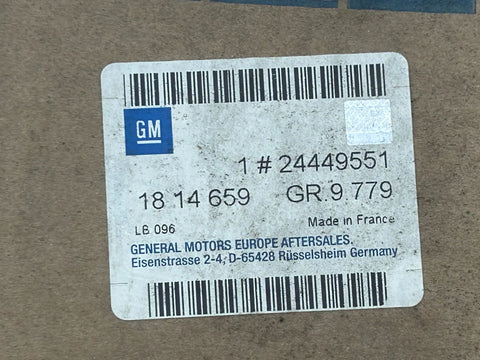 GM
1 # 24449551
18 14 659 GR.9.779
LB 096 Made in France
GENERAL MOTORS EUROPE AFTERSALES,
Eisenstrasse 2-4, D-65428 Rüsselsheim Germany